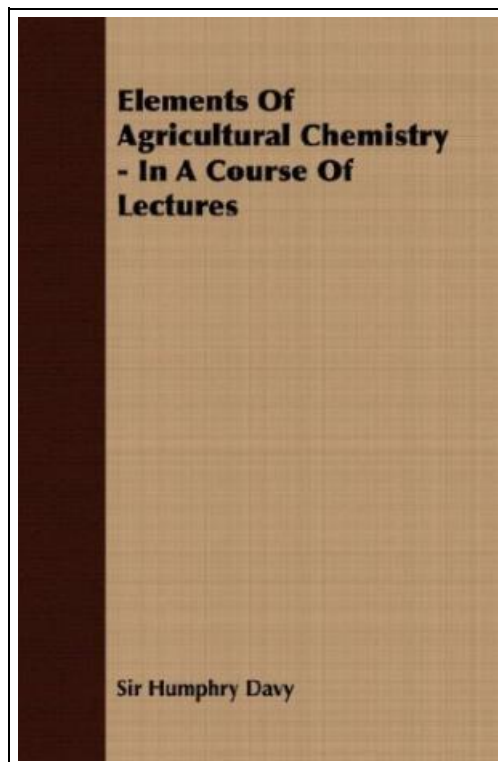 Elements Of
Agricultural Chemistry
- In A Course Of
Lectures
Sir Humphry Davy